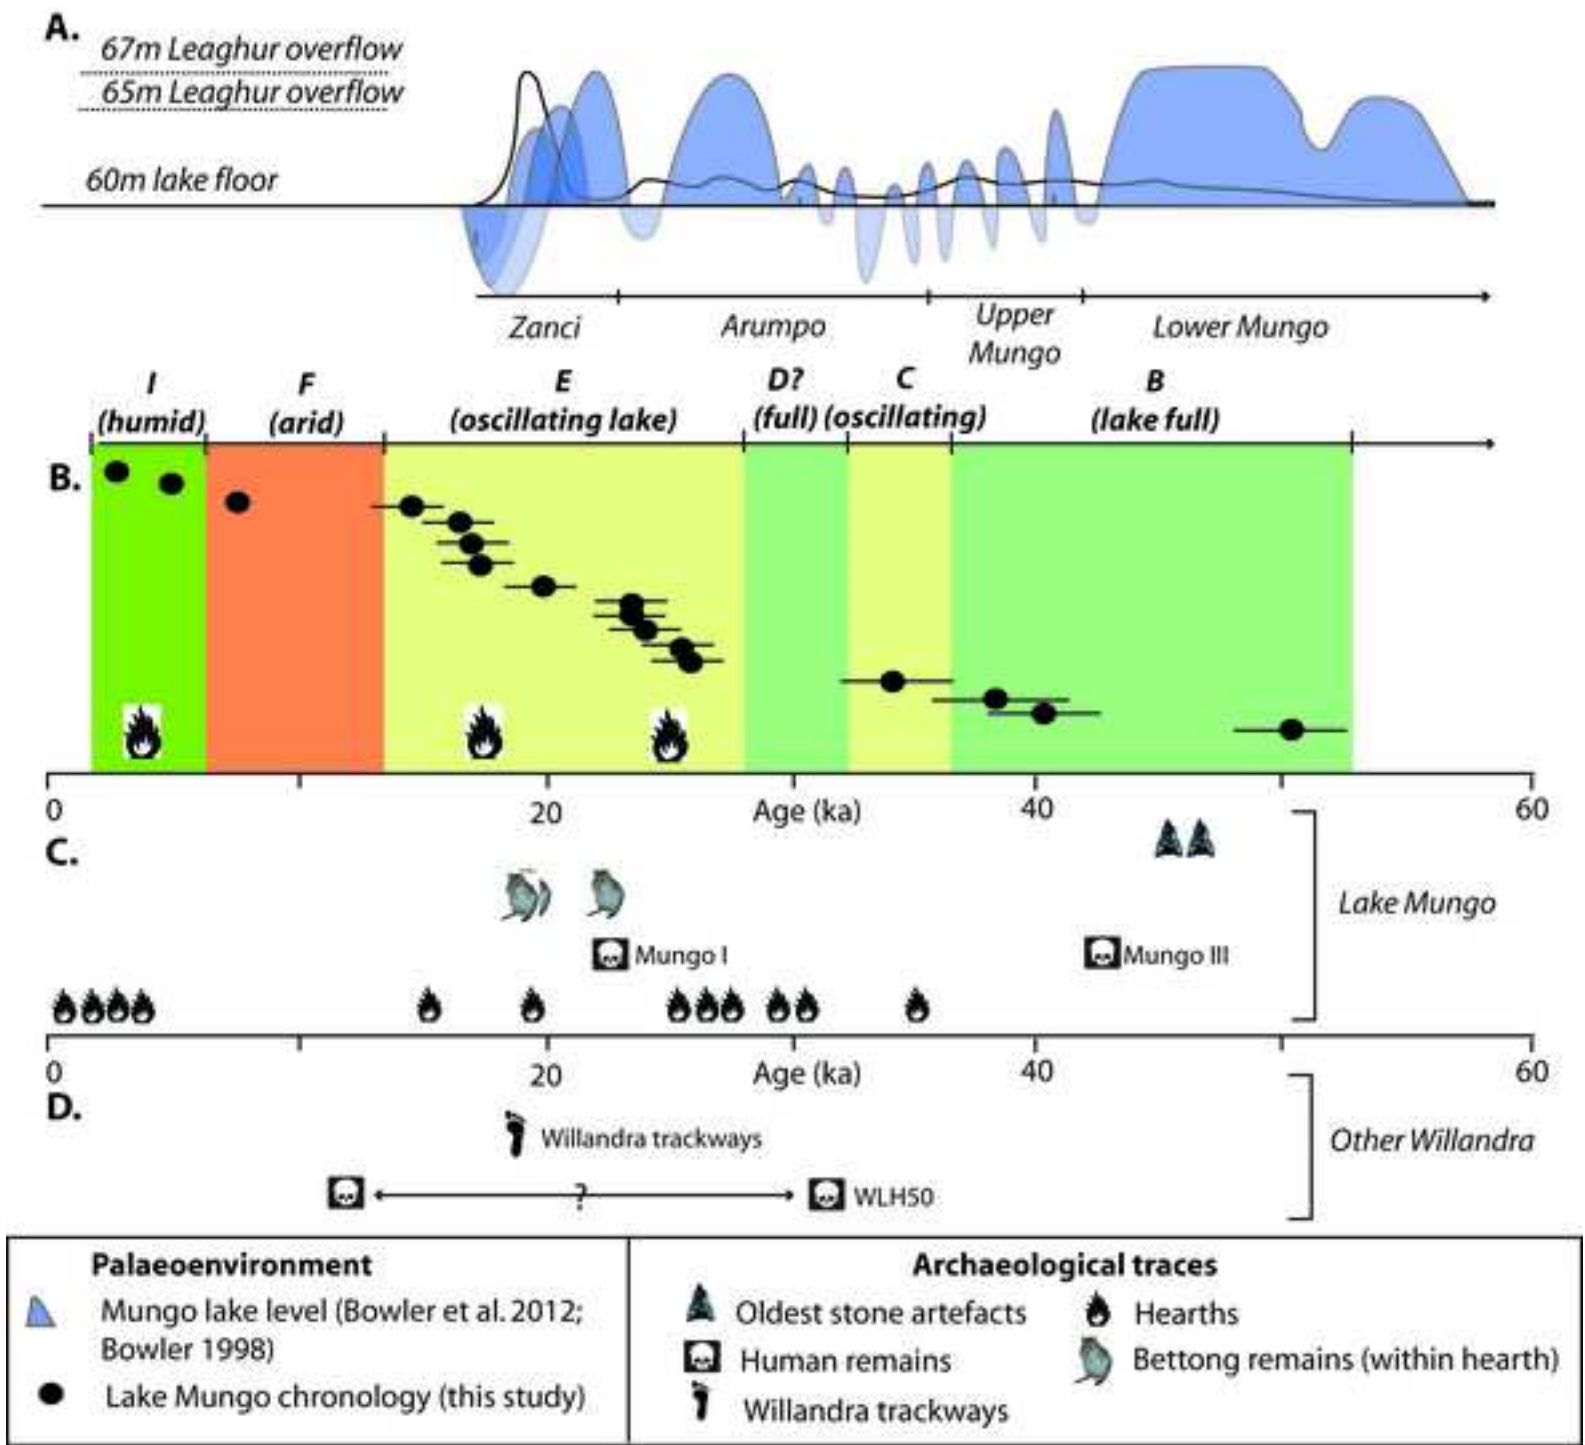 A.
67m Leaghur overflow
65m Leaghur overflow
60m lake floor
Zanci
Arumpo
Upper
Mungo
Lower Mungo
I
(humid)
F
(arid)
E
(oscillating lake)
D?
(full)
C
(oscillating)
B
(lake full)
B.
0 20 Age (ka) 40 60
C.
Lake Mungo
Mungo I
Mungo III
0 20 Age (ka) 40 60
D.
Willandra trackways
Other Willandra
?
WLH50
Palaeoenvironment
Mungo lake level (Bowler et al. 2012;
Bowler 1998)
Lake Mungo chronology (this study)
Archaeological traces
Oldest stone artefacts
Hearths
Human remains
Bettong remains (within hearth)
Willandra trackways